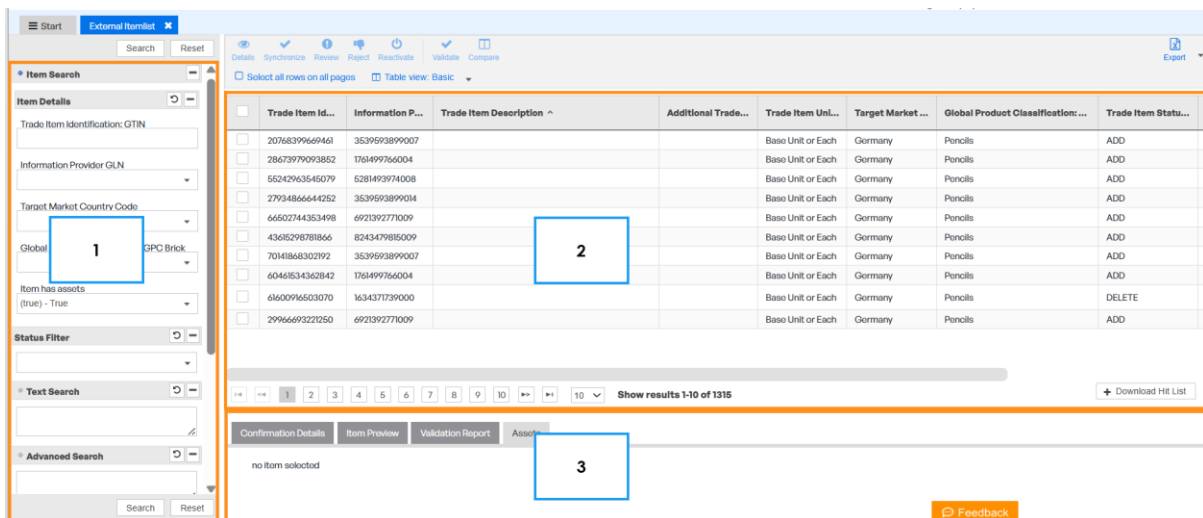 Start External Itemlist
Search Reset
Details Synchronize Review Reject Reactivate Validate Compare Export
Select all rows on all pages Table view: Basic
Item Search
Item Details
Trade Item Identification: GTIN
Information Provider GLN
Target Market Country Code
Global GPC Brick
Item has assets
(true) - True
Status Filter
Text Search
Advanced Search
Search Reset
1
Trade Item Id... Information P... Trade Item Description Additional Trade... Trade Item Uni... Target Market ... Global Product Classification: ... Trade Item Statu...
20768399669461 3539593899007 Base Unit or Each Germany Pencils ADD
28673979093852 1761499766004 Base Unit or Each Germany Pencils ADD
55242963545079 5281493974008 Base Unit or Each Germany Pencils ADD
27934866644252 3539593899014 Base Unit or Each Germany Pencils ADD
66502744353498 6921392771009 Base Unit or Each Germany Pencils ADD
43615298781866 8243479815009 Base Unit or Each Germany Pencils ADD
70141868302192 3539593899007 Base Unit or Each Germany Pencils ADD
60461534362842 1761499766004 Base Unit or Each Germany Pencils ADD
61600916503070 1634371739000 Base Unit or Each Germany Pencils DELETE
29966693221250 6921392771009 Base Unit or Each Germany Pencils ADD
2
1 2 3 4 5 6 7 8 9 10 10 Show results 1-10 of 1315 + Download Hit List
Confirmation Details Item Preview Validation Report Assets
no item selected
3
Feedback